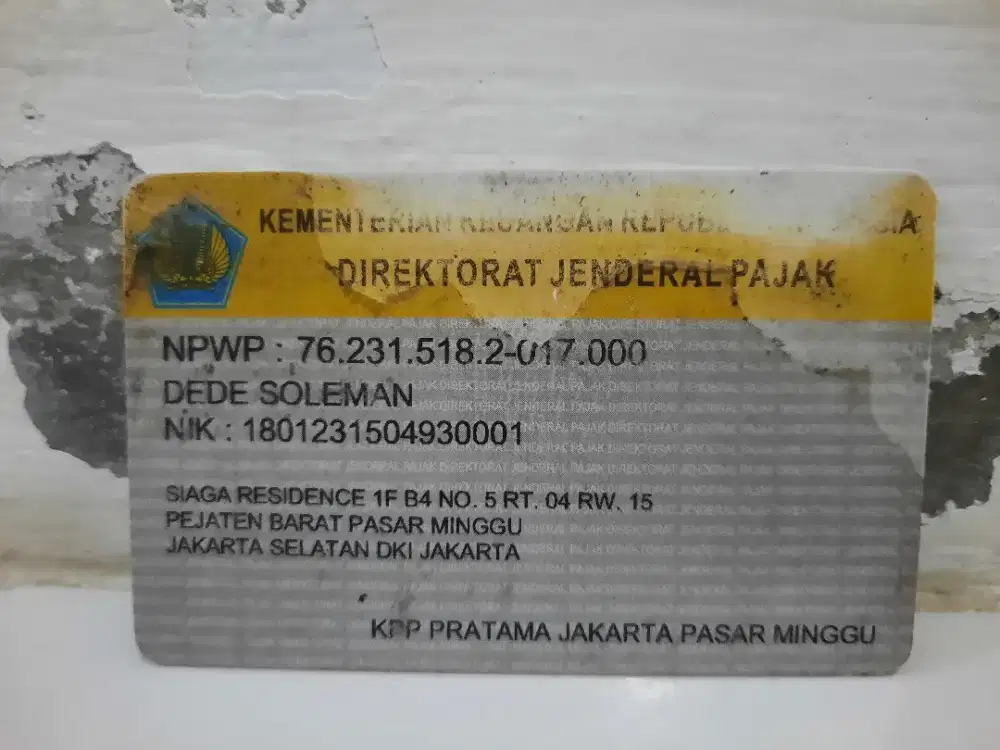 KEMENTERIAN KEUANGAN REPUBLIK INDONESIA
DIREKTORAT JENDERAL PAJAK
NPWP : 76.231.518.2-017.000
DEDE SOLEMAN
NIK : 1801231504930001
SIAGA RESIDENCE 1F B4 NO. 5 RT. 04 RW. 15
PEJATEN BARAT PASAR MINGGU
JAKARTA SELATAN DKI JAKARTA
KPP PRATAMA JAKARTA PASAR MINGGU